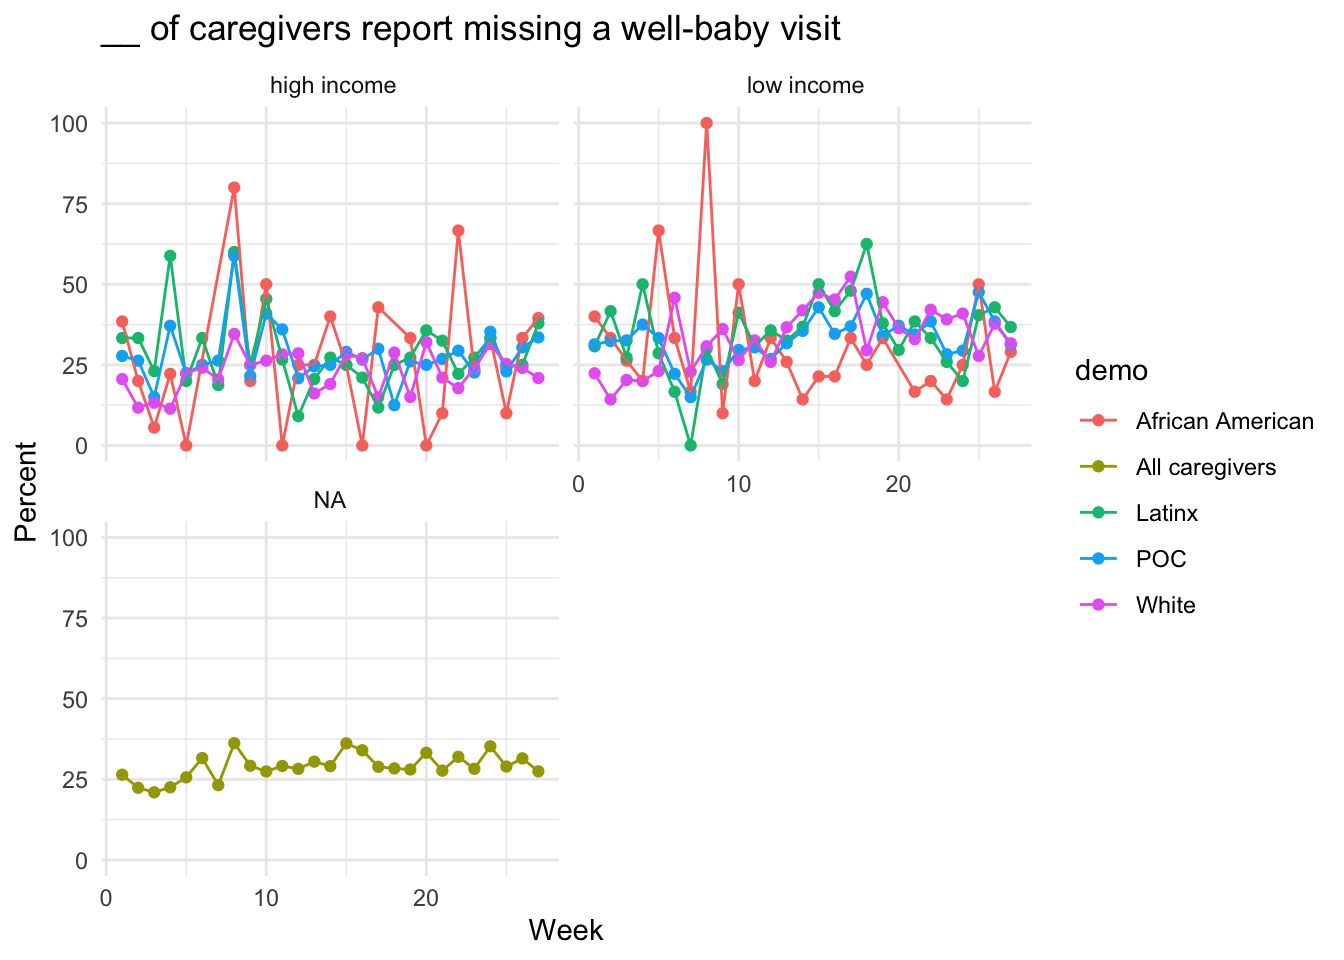 __ of caregivers report missing a well-baby visit
high income
low income
100
75
50
25
0
0 10 20
NA
100
75
50
25
0
0 10 20
Percent
Week
demo
African American
All caregivers
Latinx
POC
White